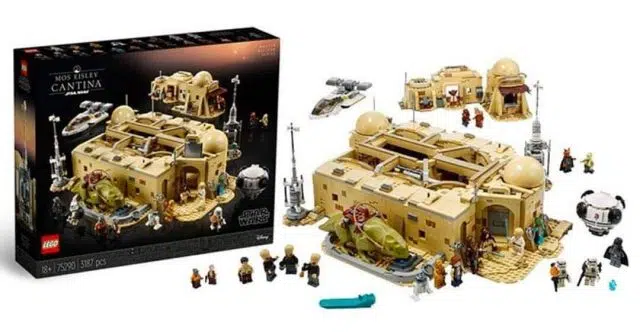 MOS EISLEY
CANTINA
STAR WARS
LEGO
18+
75290
3187 pcs
STAR WARS
Disney